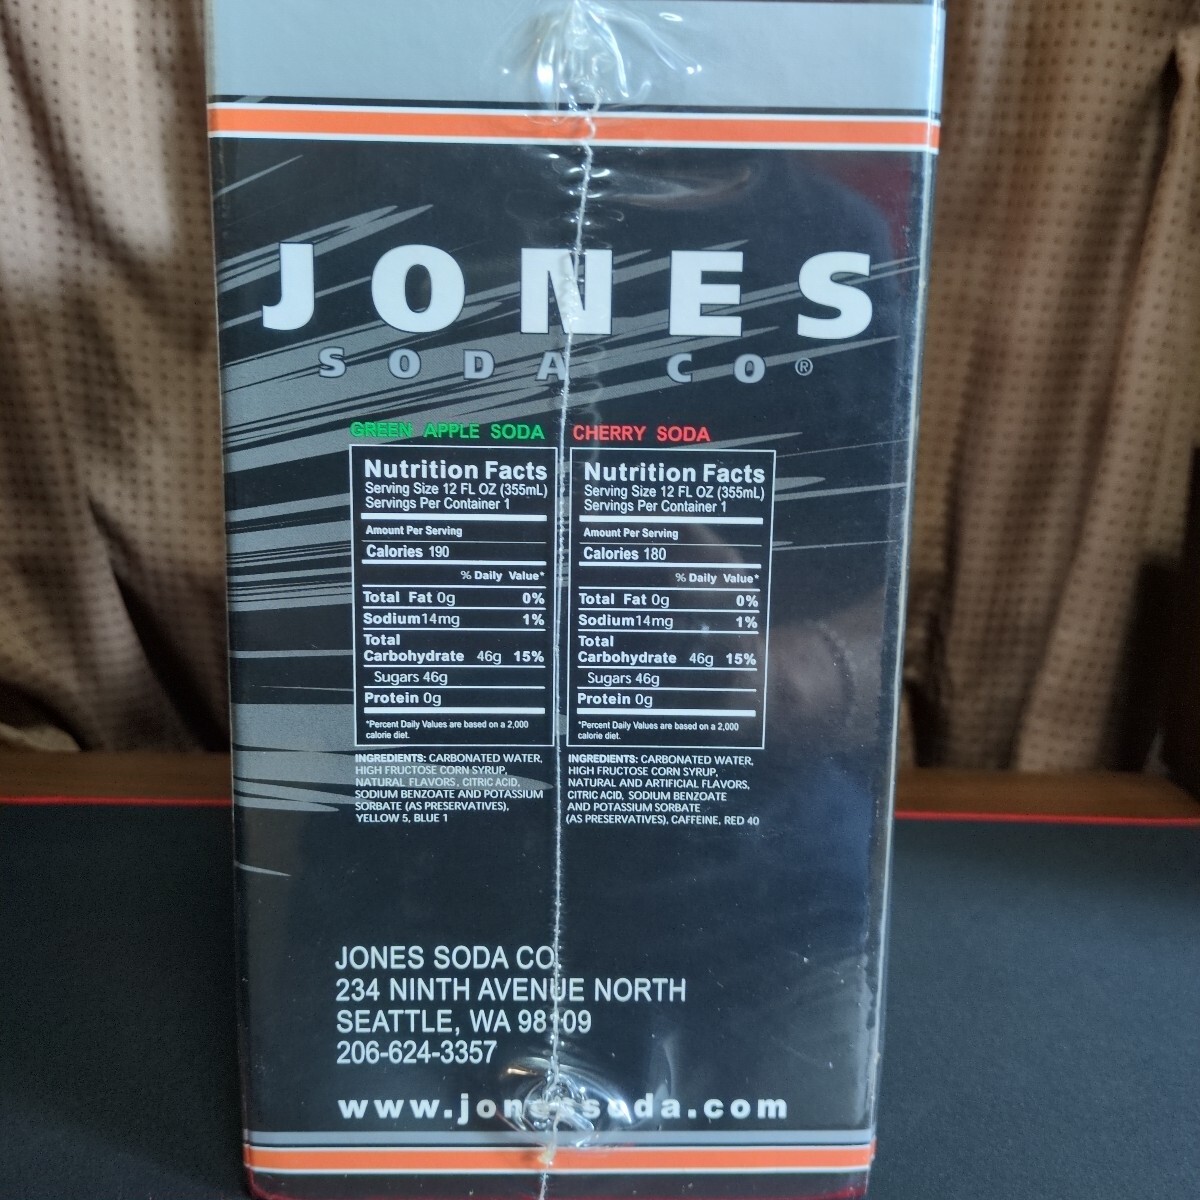 JONES
SODA CO®
GREEN APPLE SODA
Nutrition Facts
Serving Size 12 FL OZ (355mL)
Servings Per Container 1
Amount Per Serving
Calories 190
% Daily Value*
Total Fat 0g 0%
Sodium14mg 1%
Total
Carbohydrate 46g 15%
Sugars 46g
Protein 0g
*Percent Daily Values are based on a 2,000
calorie diet.
INGREDIENTS: CARBONATED WATER,
HIGH FRUCTOSE CORN SYRUP,
NATURAL FLAVORS, CITRIC ACID,
SODIUM BENZOATE AND POTASSIUM
SORBATE (AS PRESERVATIVES),
YELLOW 5, BLUE 1
CHERRY SODA
Nutrition Facts
Serving Size 12 FL OZ (355mL)
Servings Per Container 1
Amount Per Serving
Calories 180
% Daily Value*
Total Fat 0g 0%
Sodium14mg 1%
Total
Carbohydrate 46g 15%
Sugars 46g
Protein 0g
*Percent Daily Values are based on a 2,000
calorie diet.
INGREDIENTS: CARBONATED WATER,
HIGH FRUCTOSE CORN SYRUP,
NATURAL AND ARTIFICIAL FLAVORS,
CITRIC ACID, SODIUM BENZOATE
AND POTASSIUM SORBATE
(AS PRESERVATIVES), CAFFEINE, RED 40
JONES SODA CO.
234 NINTH AVENUE NORTH
SEATTLE, WA 98109
206-624-3357
www.jonessoda.com